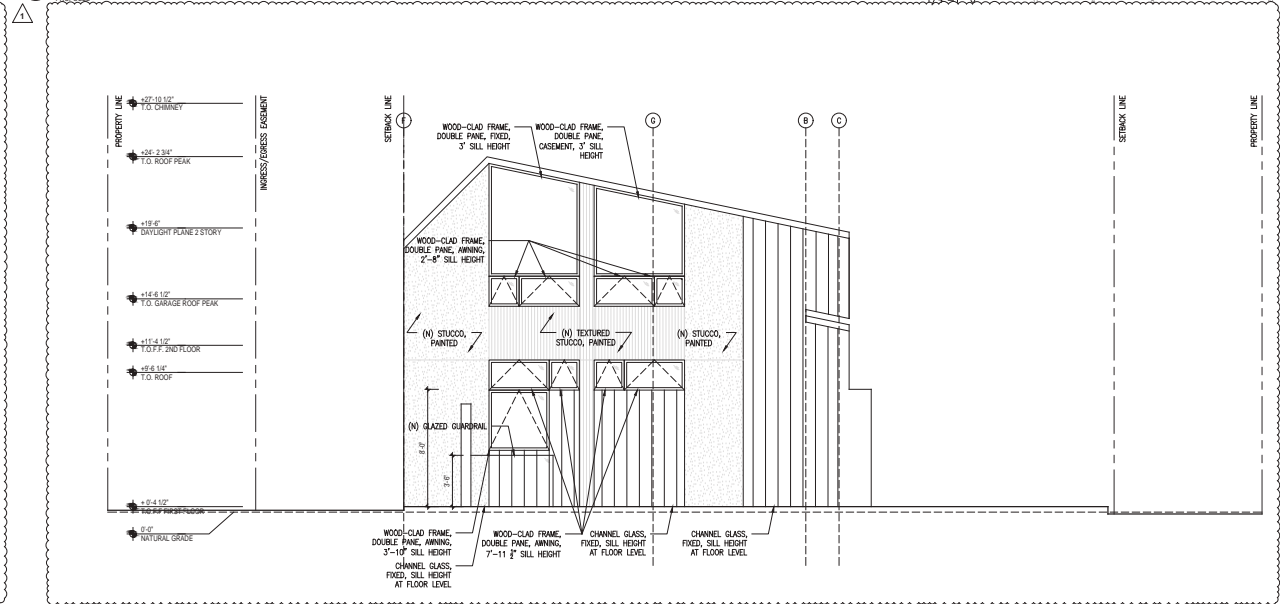 1
PROPERTY LINE
+27'-10 1/2"
T.O. CHIMNEY
+24'- 2 3/4"
T.O. ROOF PEAK
+19'-6"
DAYLIGHT PLANE 2 STORY
+14'-6 1/2"
T.O. GARAGE ROOF PEAK
+11'-4 1/2"
T.O.F.F. 2ND FLOOR
+9'-6 1/4"
T.O. ROOF
+ 0'-4 1/2"
T.O.F.F FIRST FLOOR
0'-0"
NATURAL GRADE
INGRESS/EGRESS EASEMENT
SETBACK LINE
F
G
B
C
SETBACK LINE
PROPERTY LINE
WOOD-CLAD FRAME,
DOUBLE PANE, FIXED,
3' SILL HEIGHT
WOOD-CLAD FRAME,
DOUBLE PANE,
CASEMENT, 3' SILL
HEIGHT
WOOD-CLAD FRAME,
DOUBLE PANE, AWNING,
2'-8" SILL HEIGHT
(N) STUCCO,
PAINTED
(N) TEXTURED
STUCCO, PAINTED
(N) STUCCO,
PAINTED
(N) GLAZED GUARDRAIL
8'-0"
3'-6"
WOOD-CLAD FRAME,
DOUBLE PANE, AWNING,
3'-10" SILL HEIGHT
WOOD-CLAD FRAME,
DOUBLE PANE, AWNING,
7'-11 1/2" SILL HEIGHT
CHANNEL GLASS,
FIXED, SILL HEIGHT
AT FLOOR LEVEL
CHANNEL GLASS,
FIXED, SILL HEIGHT
AT FLOOR LEVEL
CHANNEL GLASS,
FIXED, SILL HEIGHT
AT FLOOR LEVEL